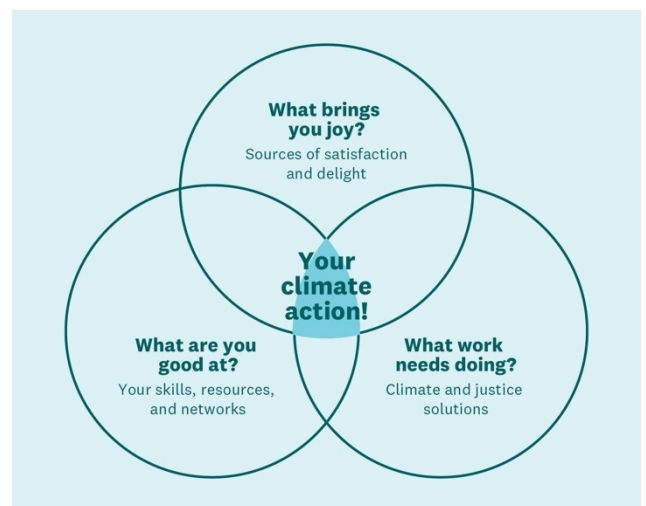 What brings
you joy?
Sources of satisfaction
and delight
Your
climate
action!
What are you
good at?
Your skills, resources,
and networks
What work
needs doing?
Climate and justice
solutions